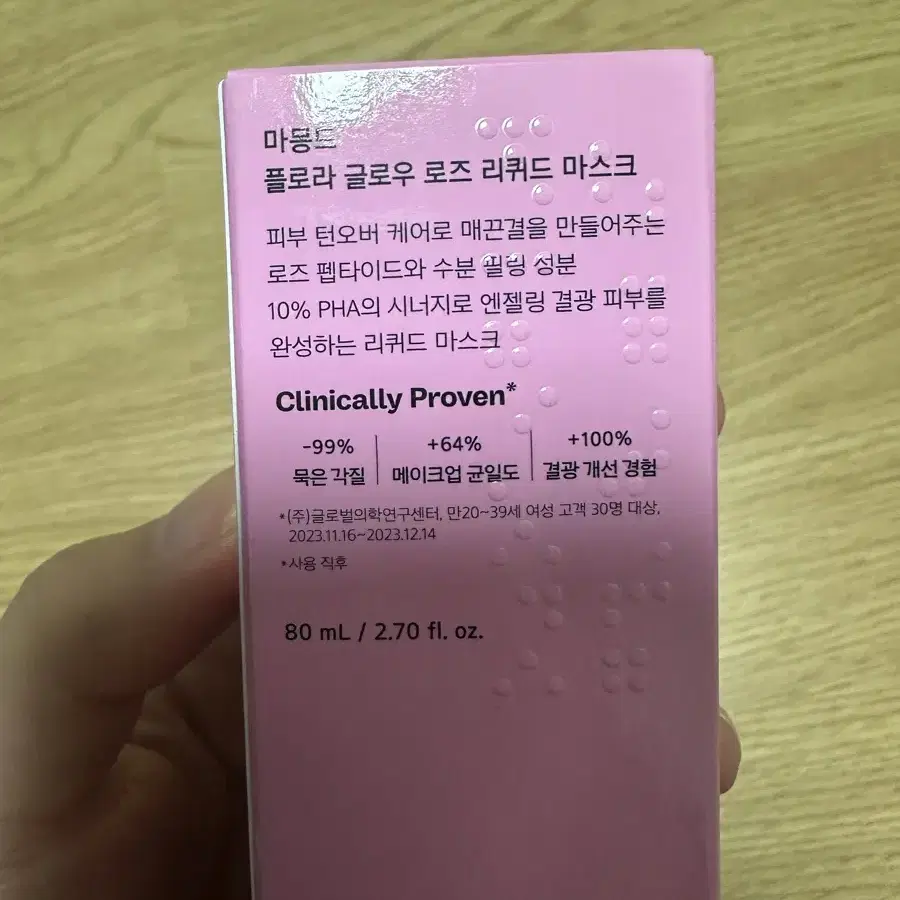 마몽드
플로라 글로우 로즈 리퀴드 마스크
피부 턴오버 케어로 매끈결을 만들어주는
로즈 펩타이드와 수분 필링 성분
10% PHA의 시너지로 엔젤링 결광 피부를
완성하는 리퀴드 마스크
Clinically Proven*
-99% +64% +100%
묵은 각질 메이크업 균일도 결광 개선 경험
*(주)글로벌의학연구센터, 만20~39세 여성 고객 30명 대상,
2023.11.16~2023.12.14
*사용 직후
80 mL / 2.70 fl. oz.